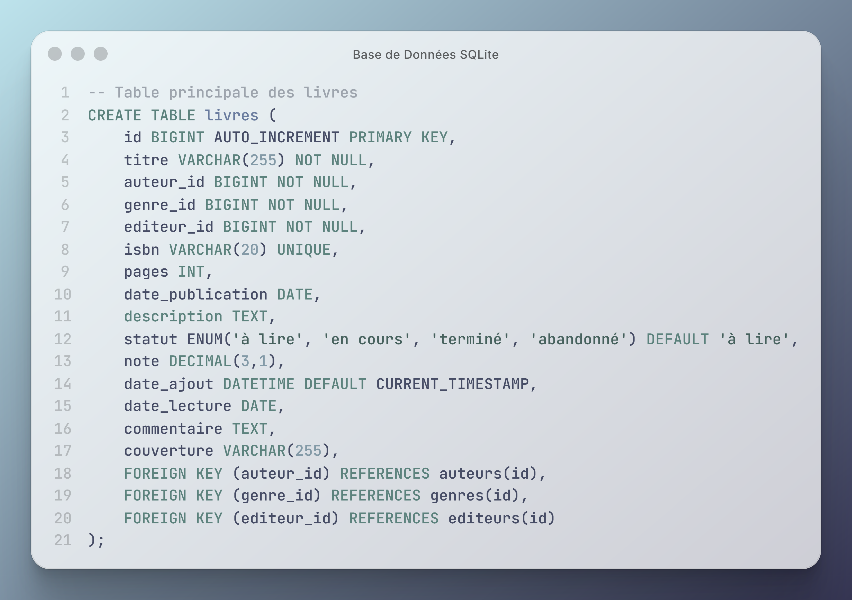 Base de Données SQLite
1 -- Table principale des livres
2 CREATE TABLE livres (
3 id BIGINT AUTO_INCREMENT PRIMARY KEY,
4 titre VARCHAR(255) NOT NULL,
5 auteur_id BIGINT NOT NULL,
6 genre_id BIGINT NOT NULL,
7 editeur_id BIGINT NOT NULL,
8 isbn VARCHAR(20) UNIQUE,
9 pages INT,
10 date_publication DATE,
11 description TEXT,
12 statut ENUM('à lire', 'en cours', 'terminé', 'abandonné') DEFAULT 'à lire',
13 note DECIMAL(3,1),
14 date_ajout DATETIME DEFAULT CURRENT_TIMESTAMP,
15 date_lecture DATE,
16 commentaire TEXT,
17 couverture VARCHAR(255),
18 FOREIGN KEY (auteur_id) REFERENCES auteurs(id),
19 FOREIGN KEY (genre_id) REFERENCES genres(id),
20 FOREIGN KEY (editeur_id) REFERENCES editeurs(id)
21 );